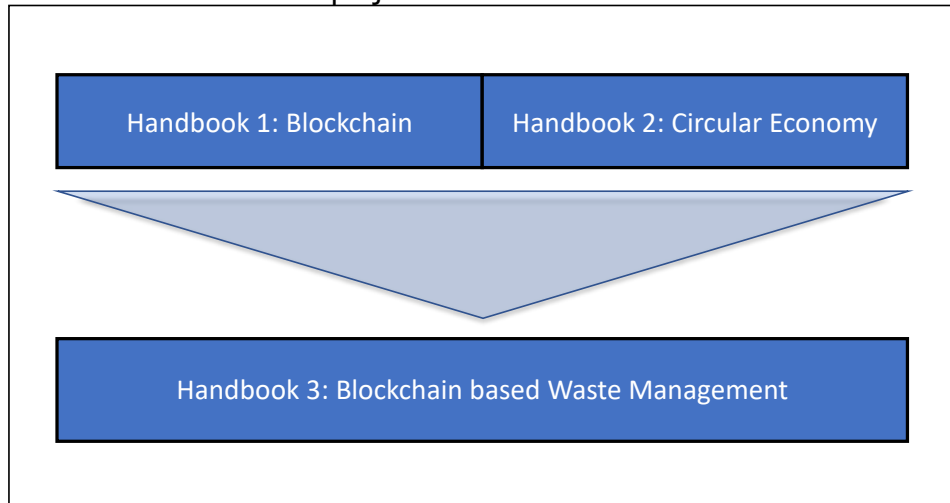 Handbook 1: Blockchain
Handbook 2: Circular Economy
Handbook 3: Blockchain based Waste Management